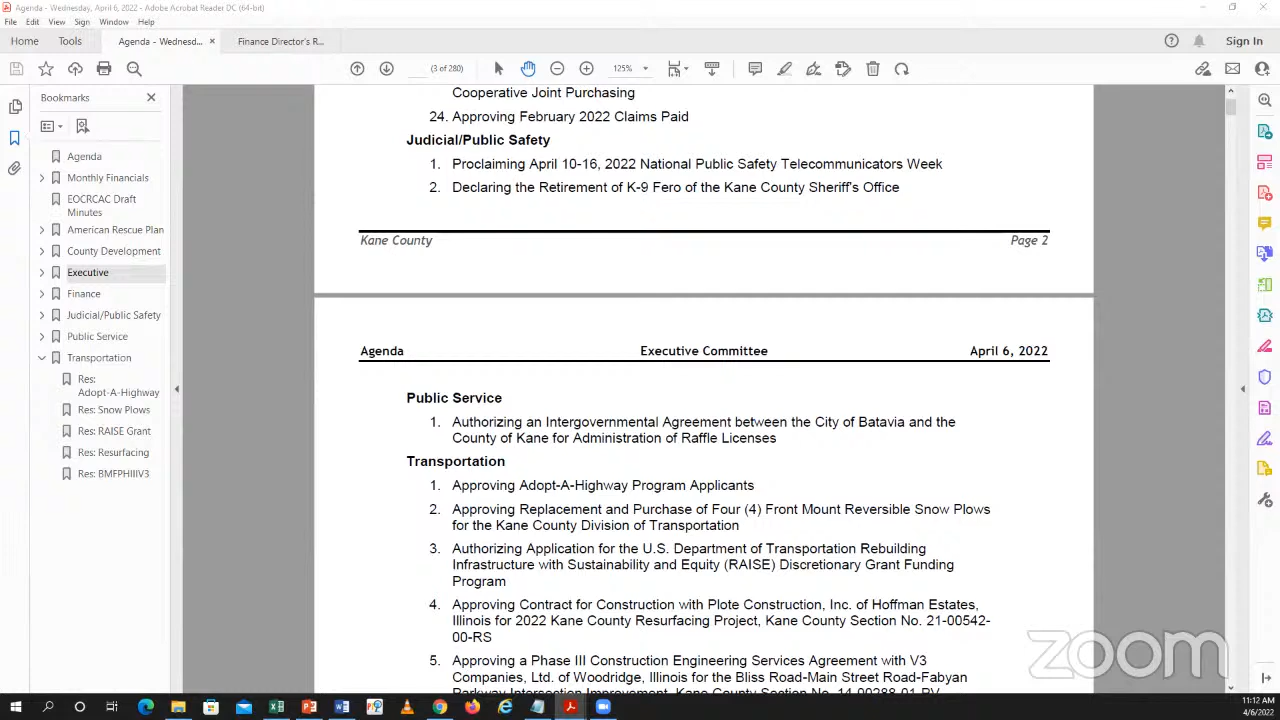 Agenda - Wednesday, April 6, 2022 - Adobe Acrobat Reader DC (64-bit)
File Edit View Sign Window Help
Home Tools Agenda - Wednesd... × Finance Director's R... Sign In
(3 of 280) 125%
Bookmarks
Agenda
Monthly Financials
EOCRCAC Draft
Minutes
American Rescue Plan
County Development
Executive
Finance
Judicial/Public Safety
Public Service
Transportation
Res:
Adopt-A-Highway
Res: Snow Plows
Res: RAISE Grant
Res: Resurfacing
Res: BMFPHIIIV3
Cooperative Joint Purchasing
24. Approving February 2022 Claims Paid
Judicial/Public Safety
1. Proclaiming April 10-16, 2022 National Public Safety Telecommunicators Week
2. Declaring the Retirement of K-9 Fero of the Kane County Sheriff's Office
Kane County Page 2
Agenda Executive Committee April 6, 2022
Public Service
1. Authorizing an Intergovernmental Agreement between the City of Batavia and the
County of Kane for Administration of Raffle Licenses
Transportation
1. Approving Adopt-A-Highway Program Applicants
2. Approving Replacement and Purchase of Four (4) Front Mount Reversible Snow Plows
for the Kane County Division of Transportation
3. Authorizing Application for the U.S. Department of Transportation Rebuilding
Infrastructure with Sustainability and Equity (RAISE) Discretionary Grant Funding
Program
4. Approving Contract for Construction with Plote Construction, Inc. of Hoffman Estates,
Illinois for 2022 Kane County Resurfacing Project, Kane County Section No. 21-00542-
00-RS
5. Approving a Phase III Construction Engineering Services Agreement with V3
Companies, Ltd. of Woodridge, Illinois for the Bliss Road-Main Street Road-Fabyan
Parkway Intersection Improvement, Kane County Section No. 14-00288-01-PV
zoom
11:12 AM
4/6/2022